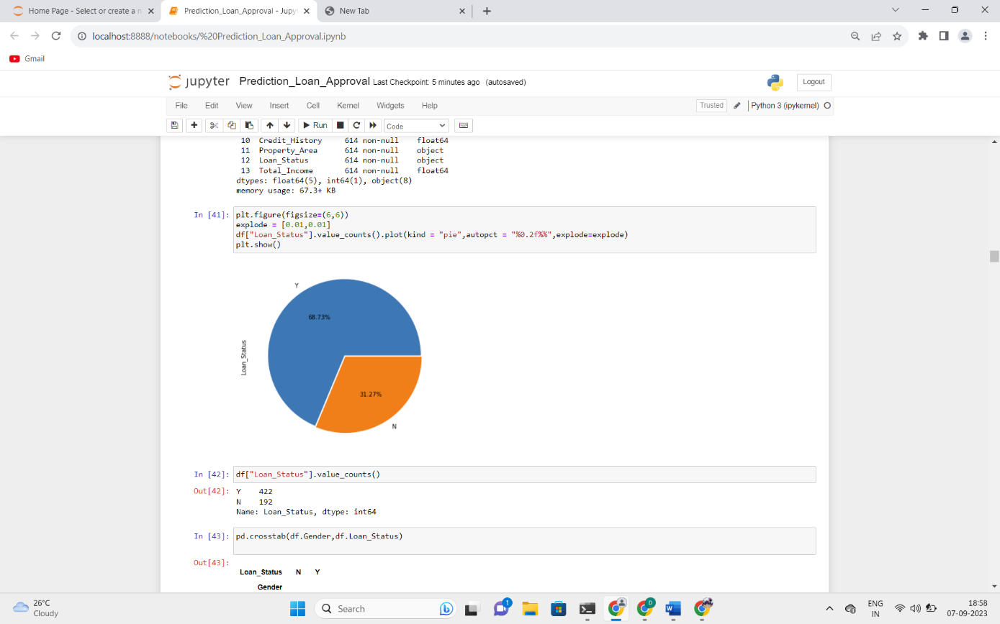 Home Page - Select or create a n
Prediction_Loan_Approval - Jupyt
New Tab
localhost:8888/notebooks/%20Prediction_Loan_Approval.ipynb
Gmail
jupyter Prediction_Loan_Approval Last Checkpoint: 5 minutes ago (autosaved)
Logout
File Edit View Insert Cell Kernel Widgets Help
Trusted Python 3 (ipykernel)
Run Code
10 Credit_History 614 non-null float64
11 Property_Area 614 non-null object
12 Loan_Status 614 non-null object
13 Total_Income 614 non-null float64
dtypes: float64(5), int64(1), object(8)
memory usage: 67.3+ KB
In [41]: plt.figure(figsize=(6,6))
explode = [0.01,0.01]
df["Loan_Status"].value_counts().plot(kind = "pie",autopct = "%0.2f%%",explode=explode)
plt.show()
Y
68.73%
Loan_Status
31.27%
N
In [42]: df["Loan_Status"].value_counts()
Out[42]: Y 422
N 192
Name: Loan_Status, dtype: int64
In [43]: pd.crosstab(df.Gender,df.Loan_Status)
Out[43]:
Loan_Status N Y
Gender
26°C
Cloudy
Search
1
D
W
ENG
IN
18:58
07-09-2023